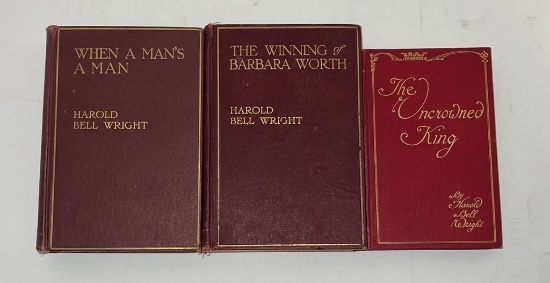 WHEN A MAN'S
A MAN
HAROLD
BELL WRIGHT
THE WINNING of
BARBARA WORTH
HAROLD
BELL WRIGHT
The
Uncrowned
King
By
Harold
Bell
Wright